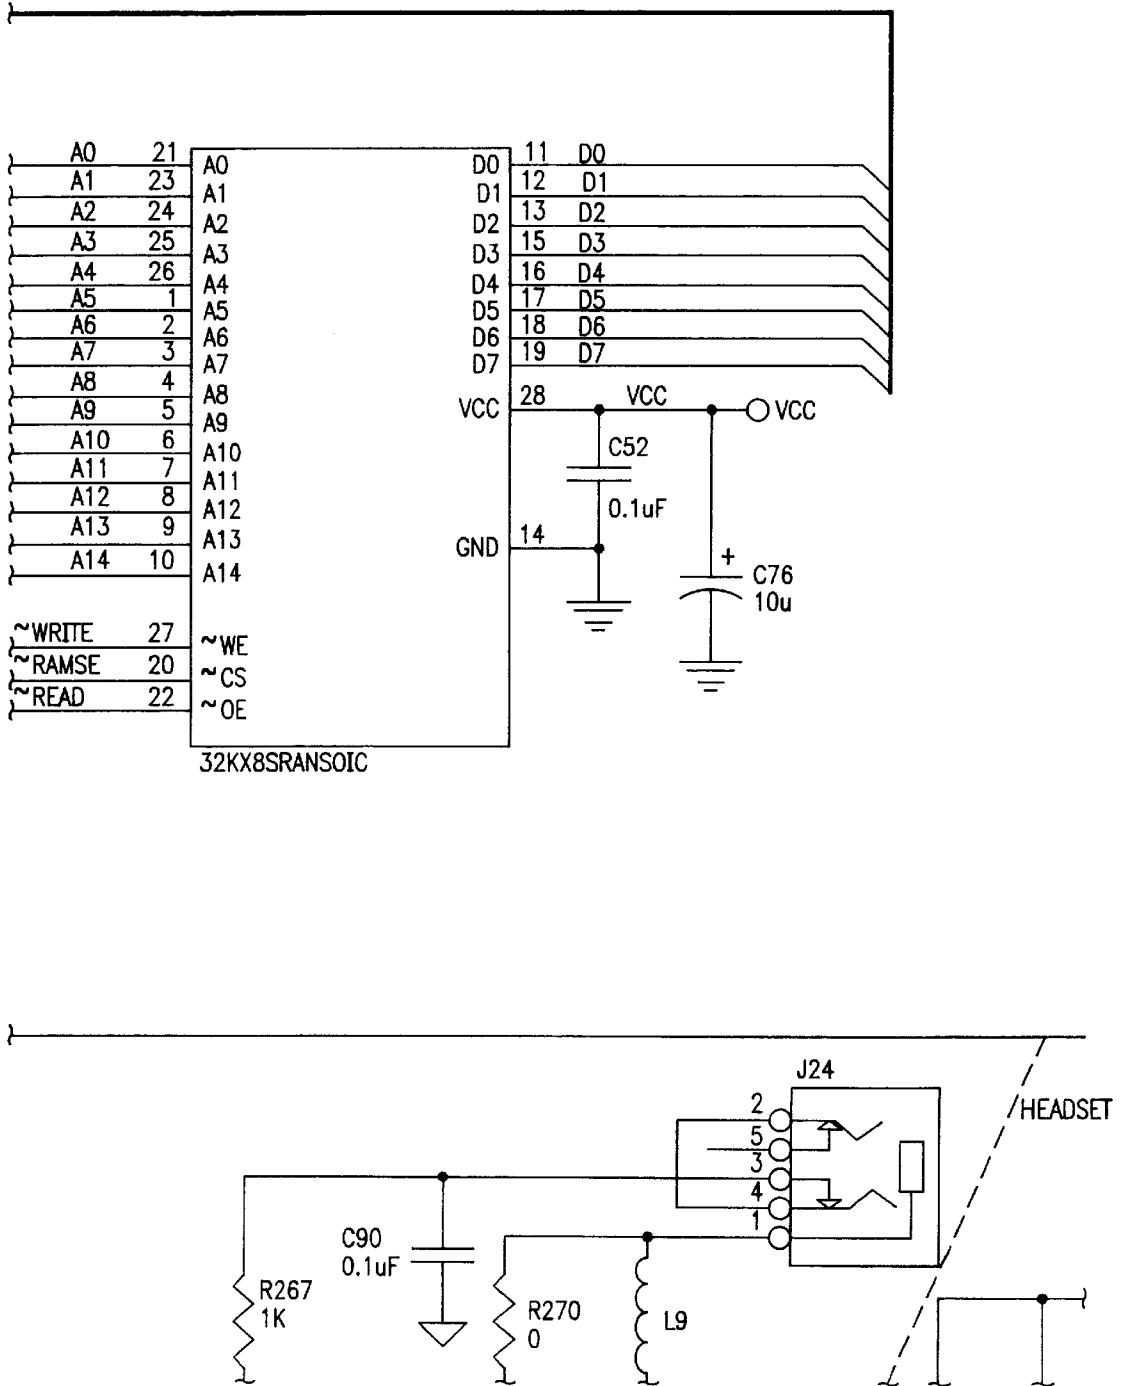 A0 21 A0 D0 11 D0
A1 23 A1 D1 12 D1
A2 24 A2 D2 13 D2
A3 25 A3 D3 15 D3
A4 26 A4 D4 16 D4
A5 1 A5 D5 17 D5
A6 2 A6 D6 18 D6
A7 3 A7 D7 19 D7
A8 4 A8
A9 5 A9 VCC 28 VCC VCC
A10 6 A10 C52
A11 7 A11
A12 8 A12 0.1uF
A13 9 A13 GND 14
A14 10 A14 + C76
10u
~WRITE 27 ~WE
~RAMSE 20 ~CS
~READ 22 ~OE
32KX8SRANSOIC
J24
2 HEADSET
5
3
4
1
C90
0.1uF
R267
1K
R270
0
L9